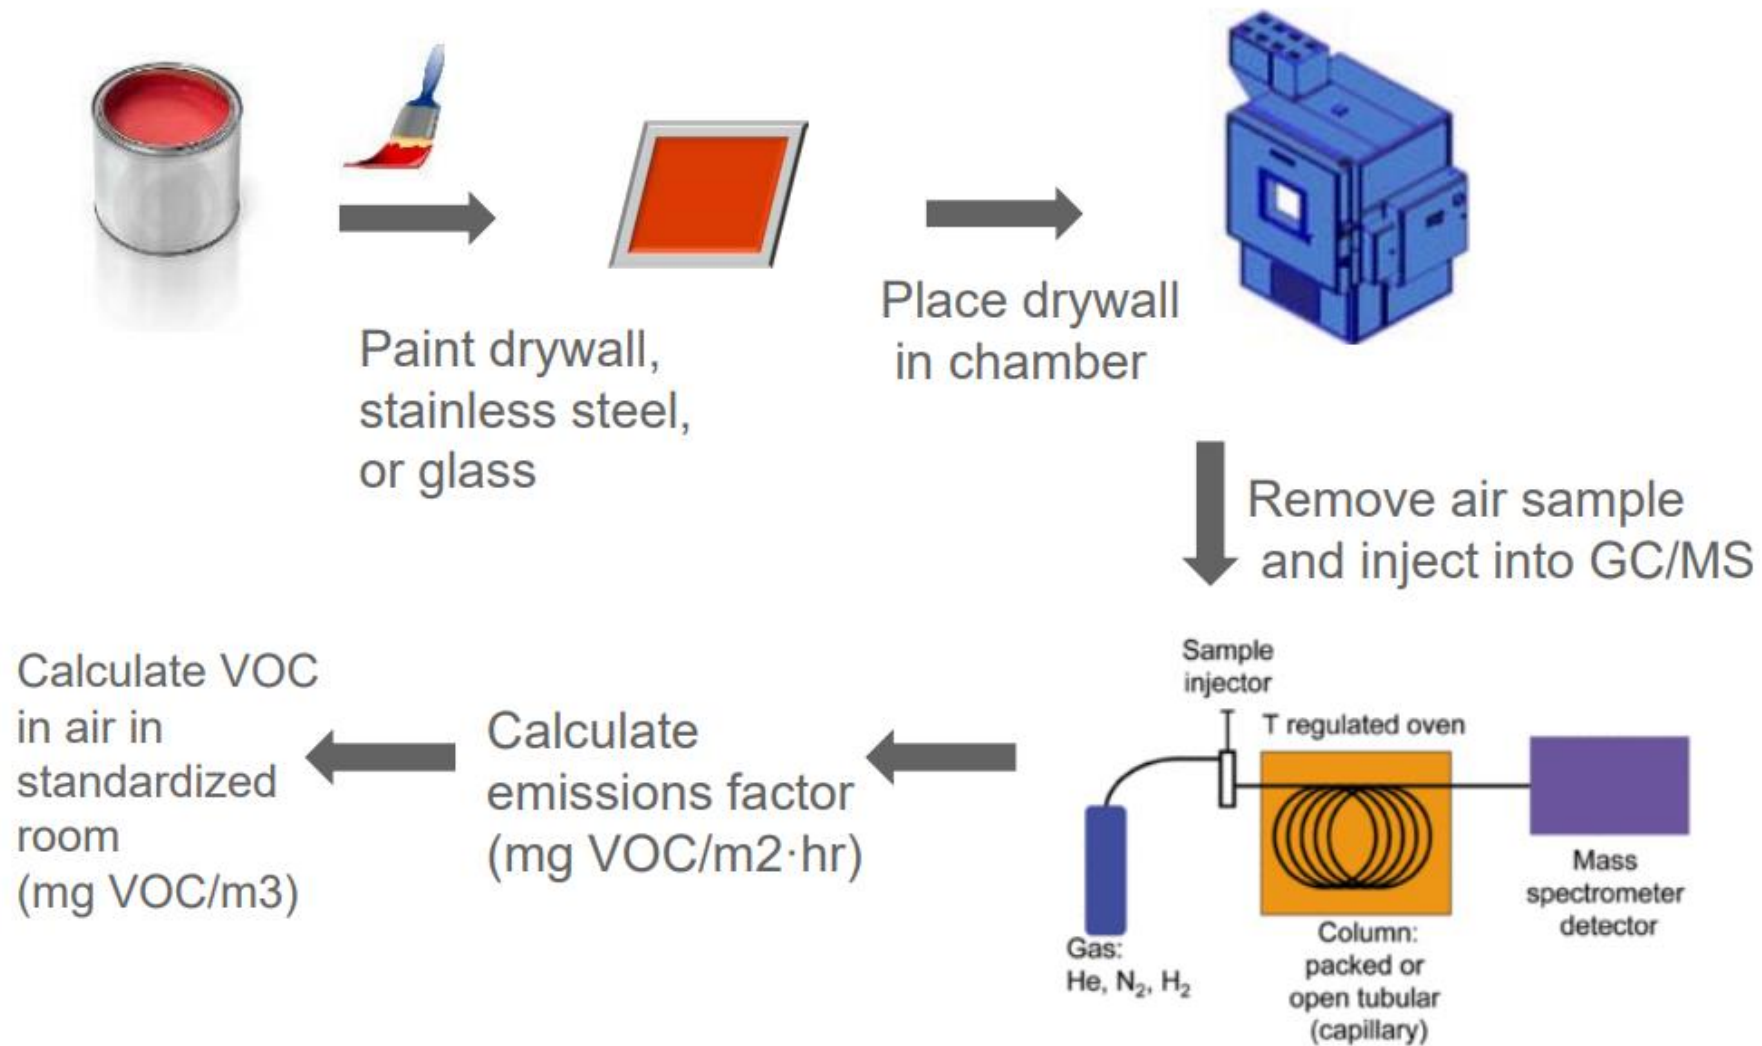 Paint drywall,
stainless steel,
or glass
Place drywall
in chamber
Remove air sample
and inject into GC/MS
Sample
injector
T regulated oven
Gas:
He, N₂, H₂
Column:
packed or
open tubular
(capillary)
Mass
spectrometer
detector
Calculate
emissions factor
(mg VOC/m2·hr)
Calculate VOC
in air in
standardized
room
(mg VOC/m3)